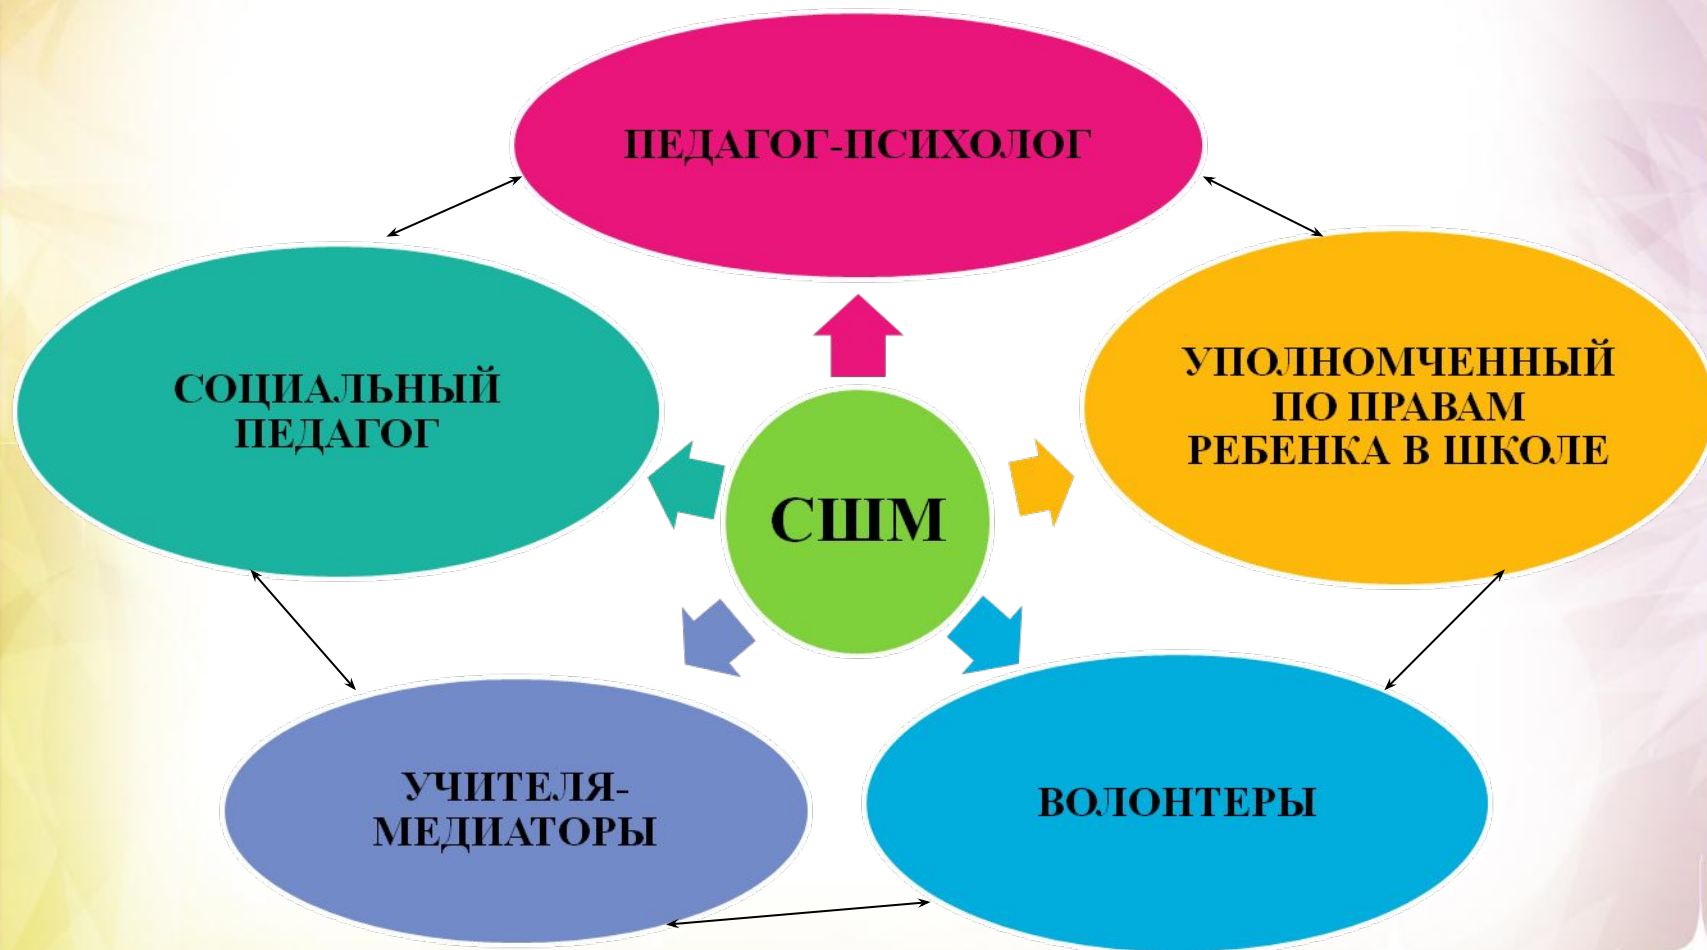 ПЕДАГОГ-ПСИХОЛОГ
СОЦИАЛЬНЫЙ
ПЕДАГОГ
УПОЛНОМЧЕННЫЙ
ПО ПРАВАМ
РЕБЕНКА В ШКОЛЕ
СШМ
УЧИТЕЛЯ-
МЕДИАТОРЫ
ВОЛОНТЕРЫ